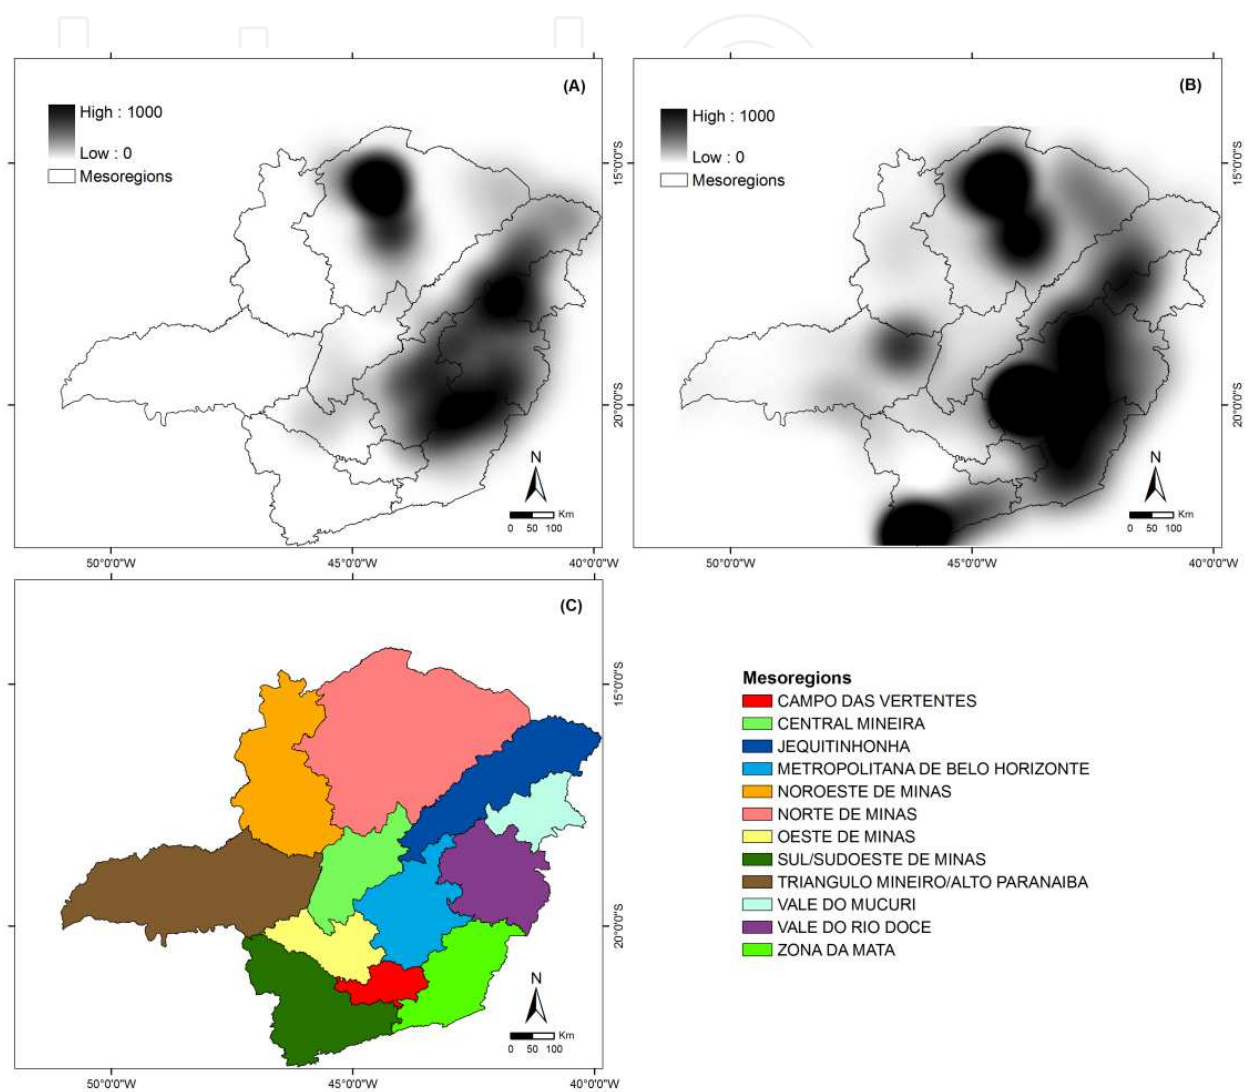 (A)
High : 1000
Low : 0
Mesoregions
15°0'0"S
20°0'0"S
N
Km
0 50 100
50°0'0"W 45°0'0"W 40°0'0"W
(B)
High : 1000
Low : 0
Mesoregions
15°0'0"S
20°0'0"S
N
Km
0 50 100
50°0'0"W 45°0'0"W 40°0'0"W
(C)
15°0'0"S
20°0'0"S
N
Km
0 50 100
50°0'0"W 45°0'0"W 40°0'0"W
Mesoregions
CAMPO DAS VERTENTES
CENTRAL MINEIRA
JEQUITINHONHA
METROPOLITANA DE BELO HORIZONTE
NOROESTE DE MINAS
NORTE DE MINAS
OESTE DE MINAS
SUL/SUDOESTE DE MINAS
TRIANGULO MINEIRO/ALTO PARANAIBA
VALE DO MUCURI
VALE DO RIO DOCE
ZONA DA MATA